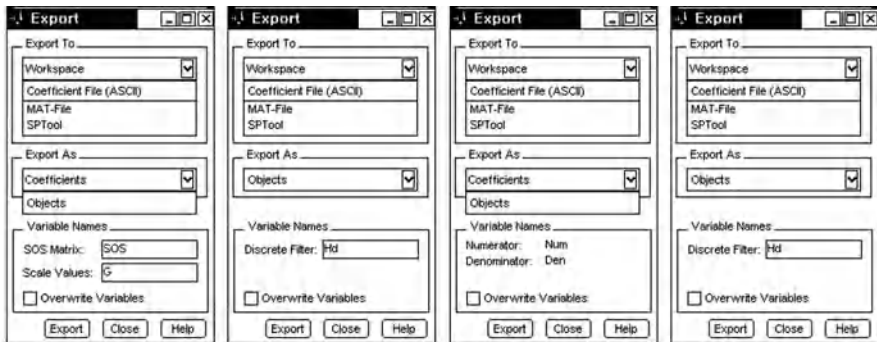 Export
Export To
Workspace
Coefficient File (ASCII)
MAT-File
SPTool
Export As
Coefficients
Objects
Variable Names
SOS Matrix: SOS
Scale Values: G
Overwrite Variables
Export Close Help
Export
Export To
Workspace
Coefficient File (ASCII)
MAT-File
SPTool
Export As
Objects
Variable Names
Discrete Filter: Hd
Overwrite Variables
Export Close Help
Export
Export To
Workspace
Coefficient File (ASCII)
MAT-File
SPTool
Export As
Coefficients
Objects
Variable Names
Numerator: Num
Denominator: Den
Overwrite Variables
Export Close Help
Export
Export To
Workspace
Coefficient File (ASCII)
MAT-File
SPTool
Export As
Objects
Variable Names
Discrete Filter: Hd
Overwrite Variables
Export Close Help